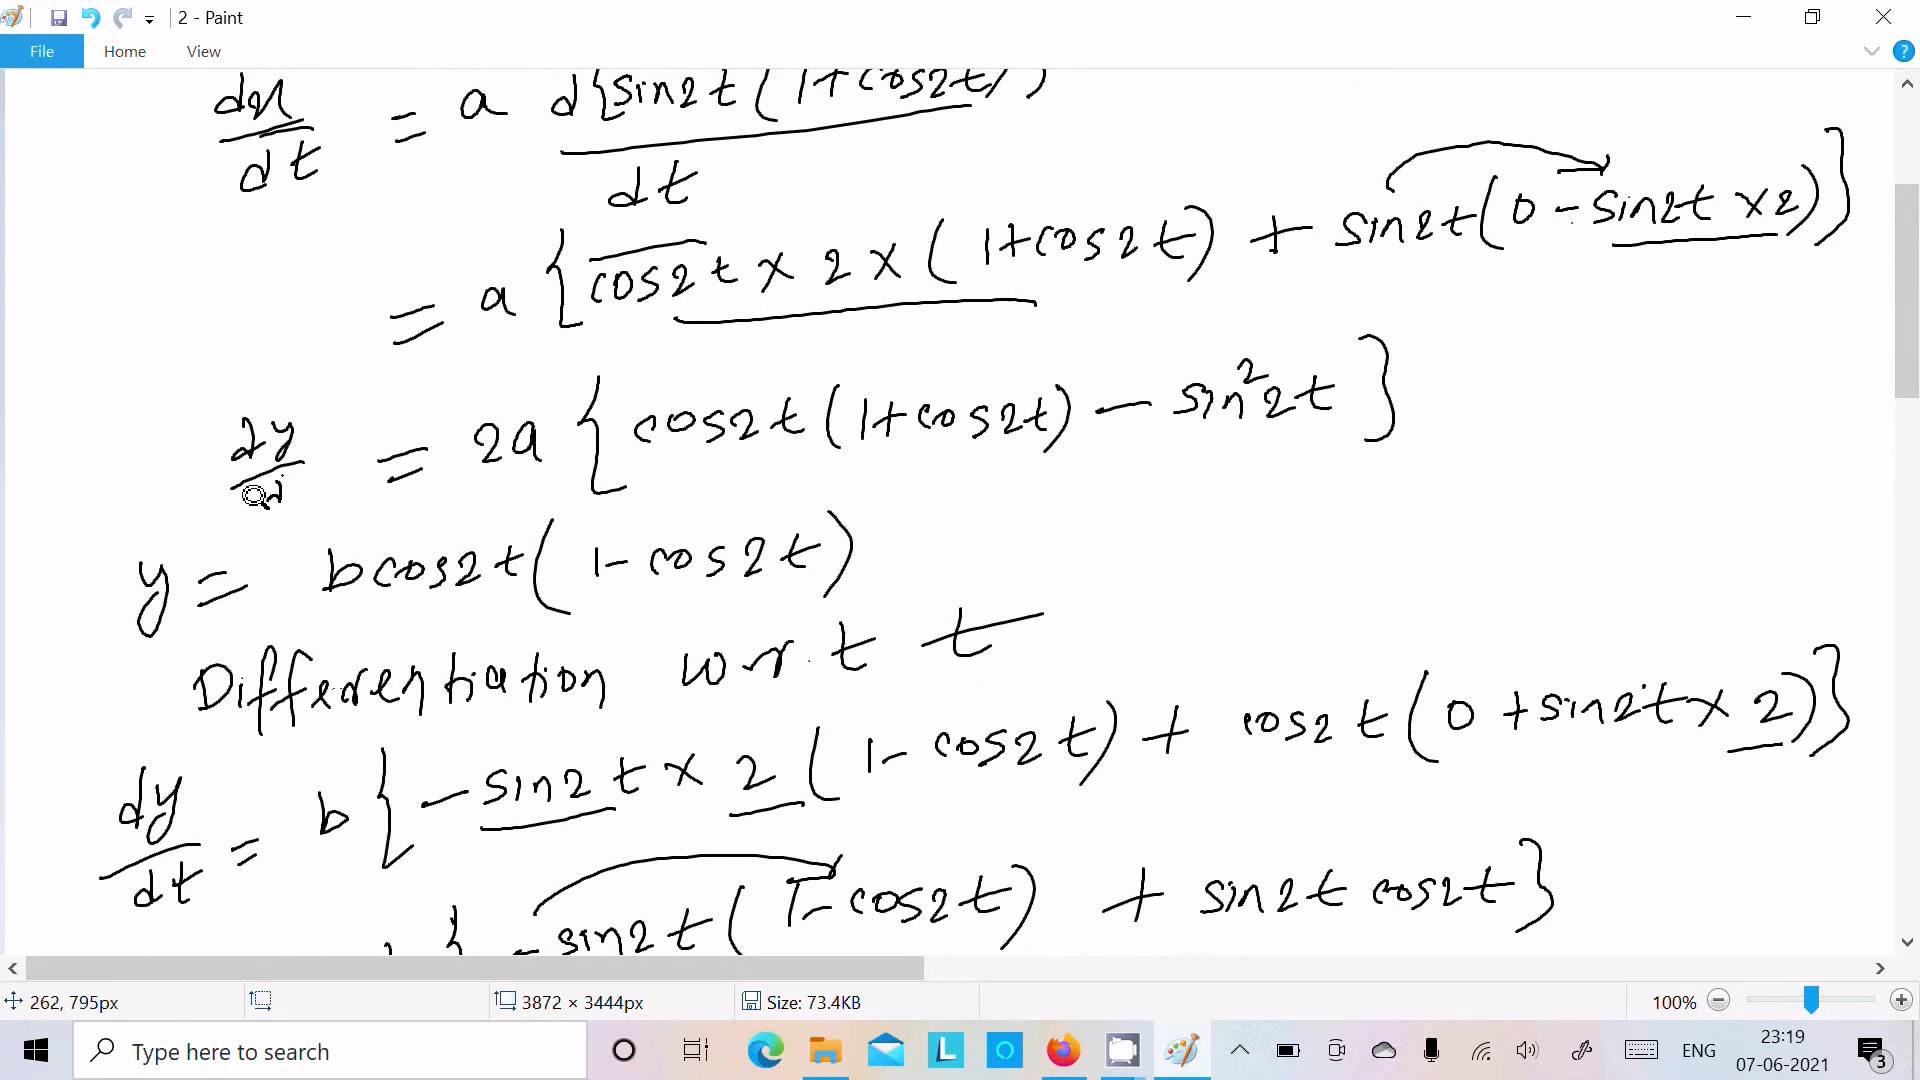 2 - Paint
File Home View
dx/dt = a d{sin2t(1+cos2t)}/dt
= a {cos2t × 2 × (1+cos2t) + sin2t(0 - sin2t × 2)}
dy/ = 2a {cos2t(1+cos2t) - sin²2t}
y = bcos2t(1 - cos2t)
Differentiation wr.t t
dy/dt = b{-sin2t × 2(1 - cos2t) + cos2t(0 + sin2t × 2)}
{-sin2t(1 - cos2t) + sin2t cos2t}
262, 795px 3872 × 3444px Size: 73.4KB 100%
Type here to search
ENG
23:19
07-06-2021
3